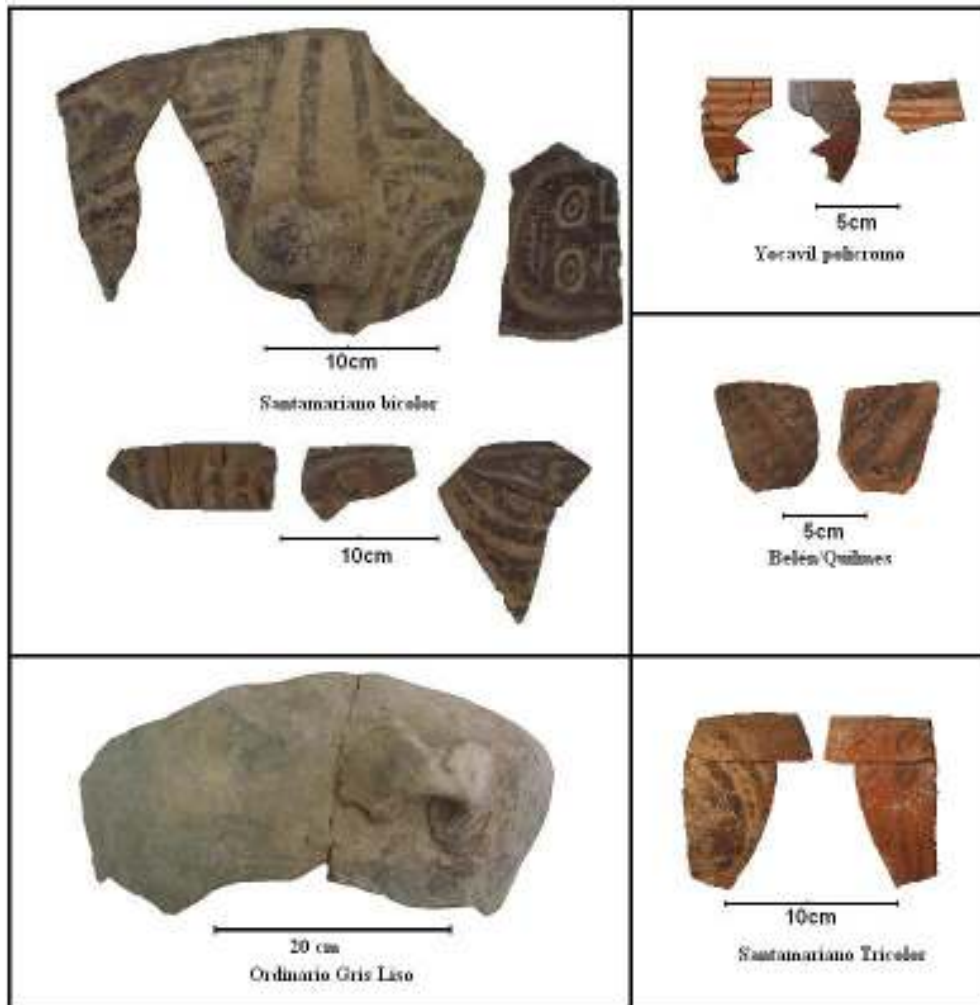 10cm
Santamariano bicolor
10cm
20 cm
Ordinario Gris Liso
5cm
Yocavil policromo
5cm
Belén/Quilmes
10cm
Santamariano Tricolor